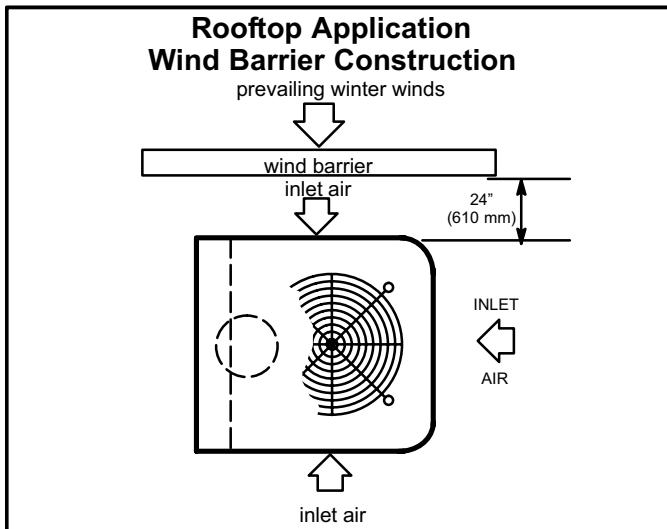 Rooftop Application
Wind Barrier Construction
prevailing winter winds
wind barrier
inlet air
24”
(610 mm)
INLET
AIR
inlet air